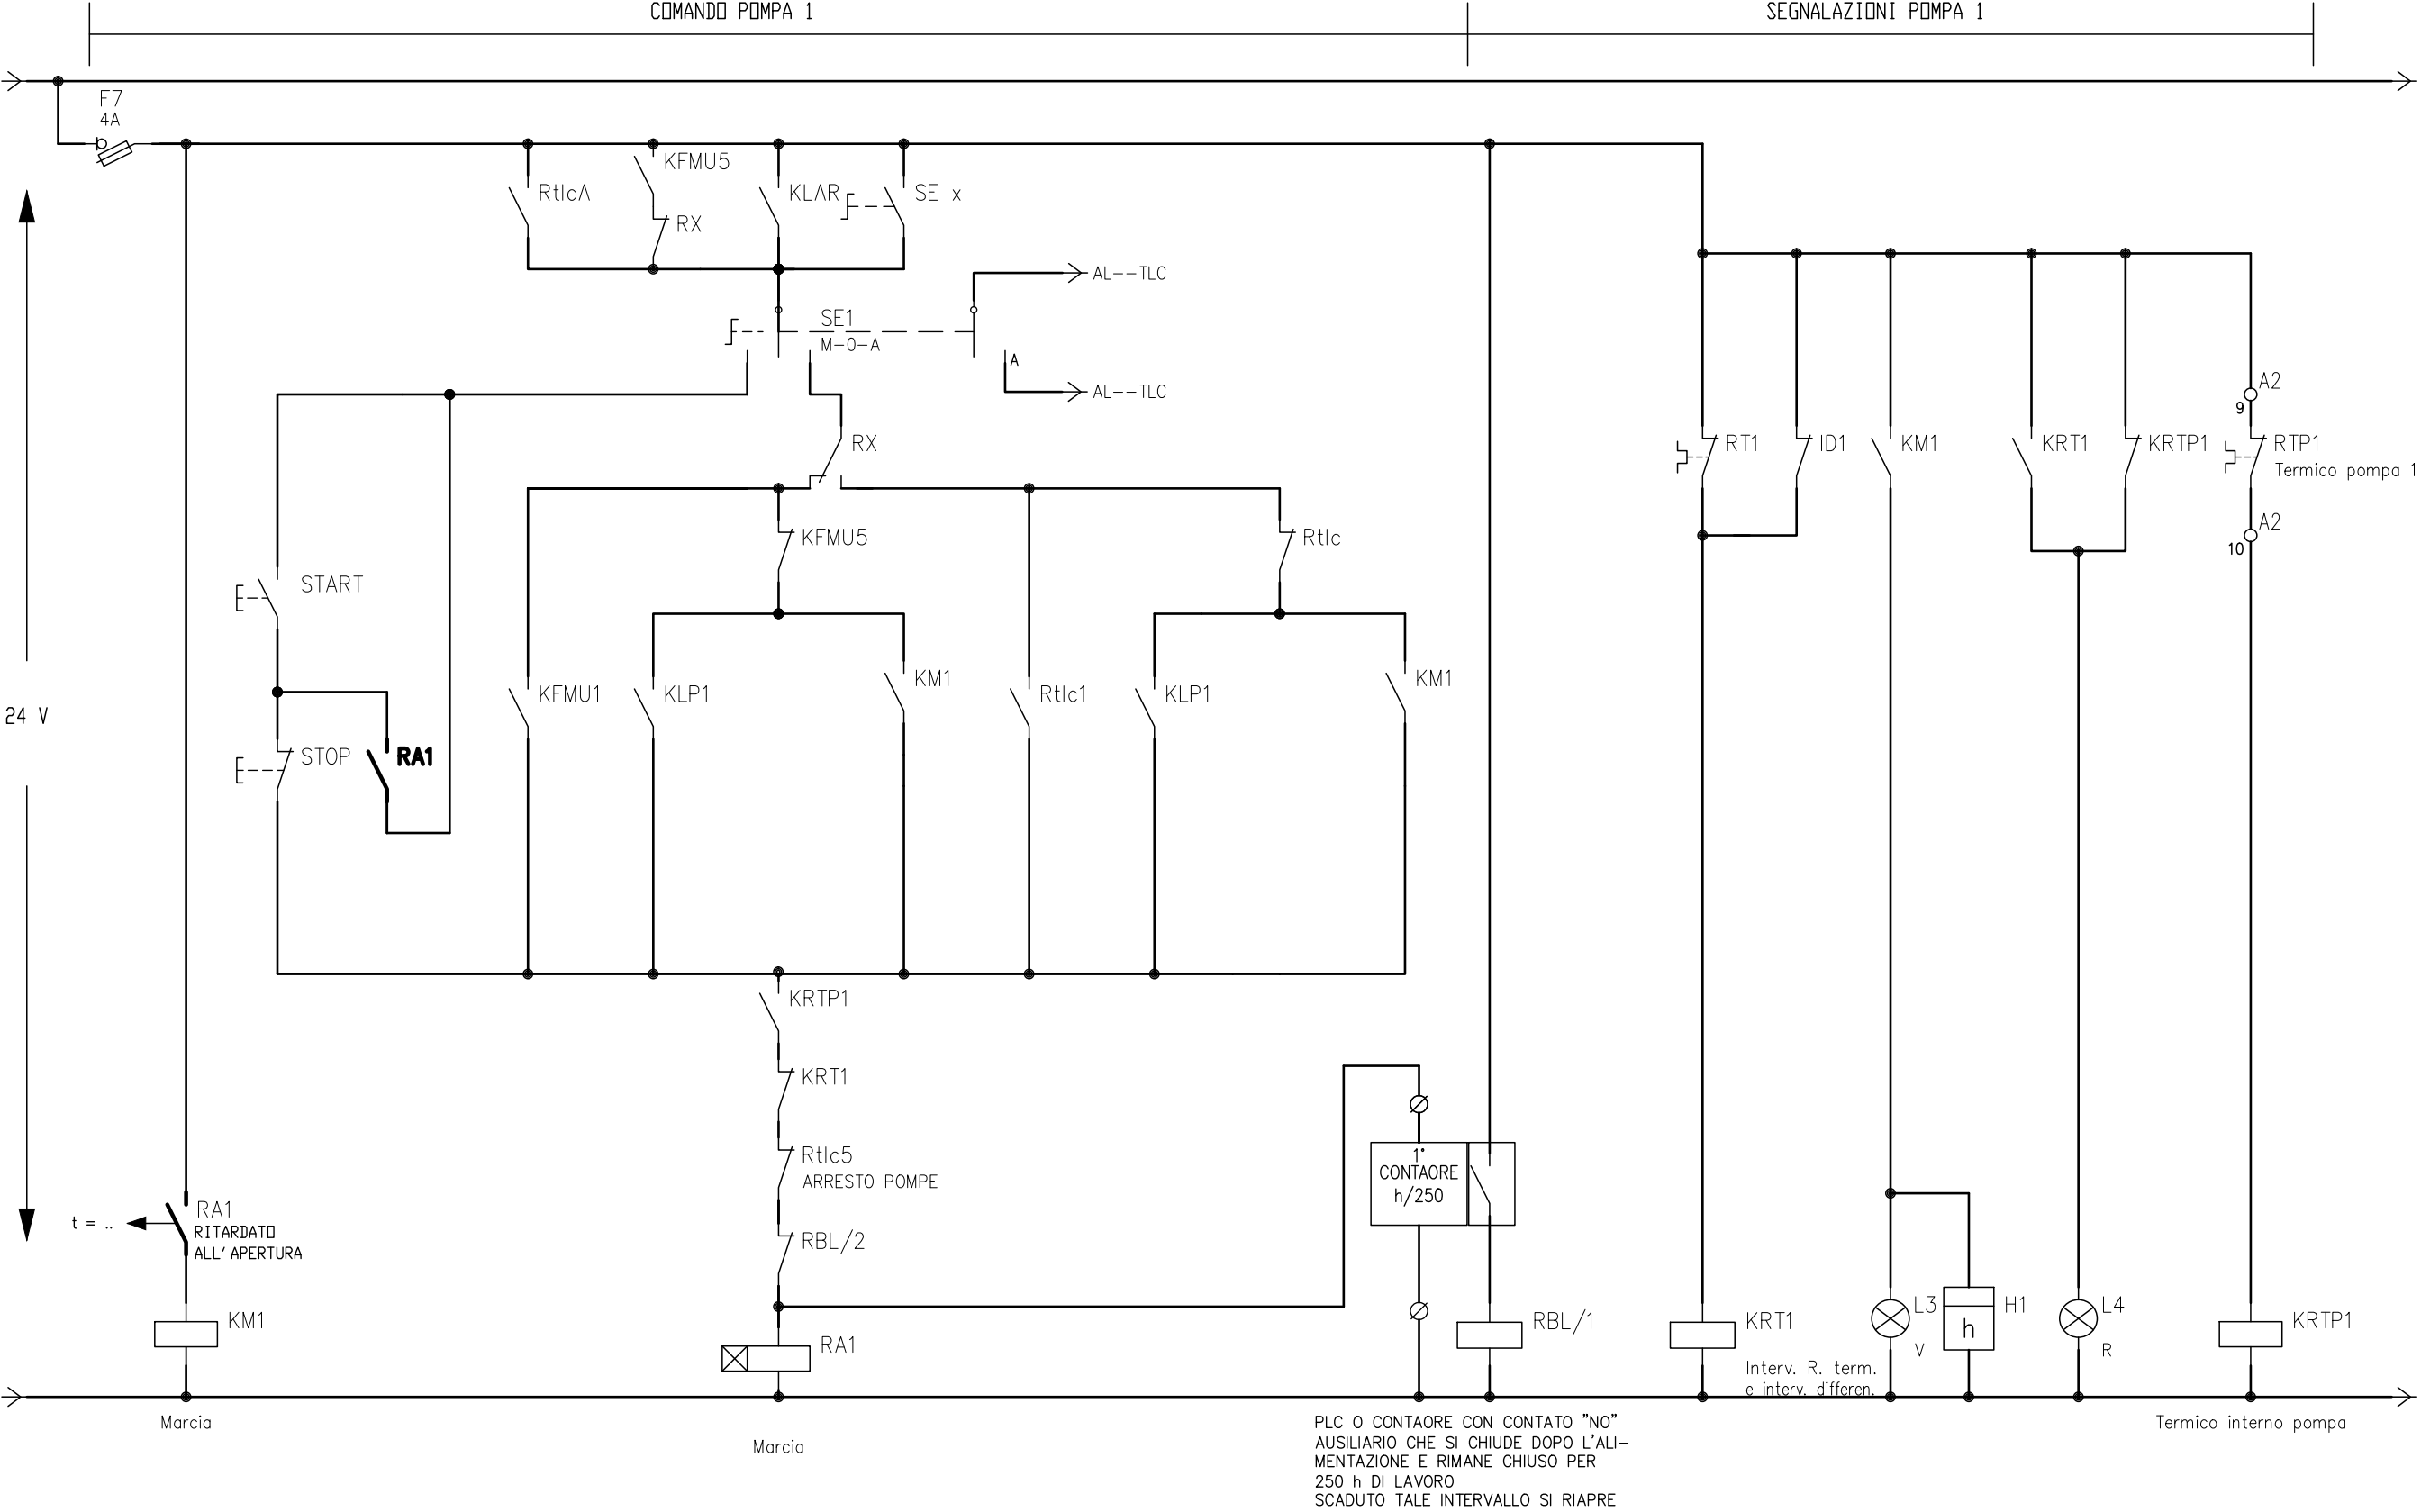 COMANDO POMPA 1
SEGNALAZIONI POMPA 1
F7
4A
KFMU5
RtlcA
KLAR
SE x
RX
AL--TLC
SE1
M-0-A
A
AL--TLC
A2
9
RX
RT1
ID1
KM1
KRT1
KRTP1
RTP1
Termico pompa 1
KFMU5
Rtlc
A2
10
START
KM1
KM1
KFMU1
KLP1
Rtlc1
KLP1
24 V
STOP
RA1
KRTP1
KRT1
Rtlc5
ARRESTO POMPE
1°
CONTAORE
h/250
RA1
t = ..
RITARDATO
ALL' APERTURA
RBL/2
KM1
RA1
RBL/1
KRT1
L3
H1
h
L4
KRTP1
V
R
Interv. R. term.
e interv. differen.
Marcia
Marcia
PLC O CONTAORE CON CONTATO "NO"
AUSILIARIO CHE SI CHIUDE DOPO L'ALI-
MENTAZIONE E RIMANE CHIUSO PER
250 h DI LAVORO
SCADUTO TALE INTERVALLO SI RIAPRE
Termico interno pompa